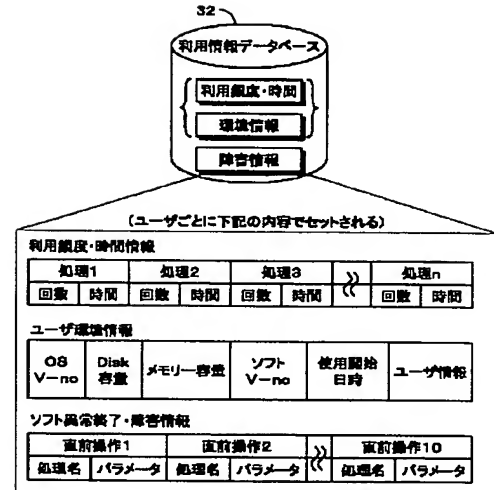 32
利用情報データベース
利用頻度・時間
環境情報
障害情報
(ユーザごとに下記の内容でセットされる)
利用頻度・時間情報
処理1 処理2 処理3 処理n
回数 時間 回数 時間 回数 時間 回数 時間
ユーザ環境情報
OS V-no Disk 容量 メモリー容量 ソフト V-no 使用開始 日時 ユーザ情報
ソフト異常終了・障害情報
直前操作1 直前操作2 直前操作10
処理名 パラメータ 処理名 パラメータ 処理名 パラメータ